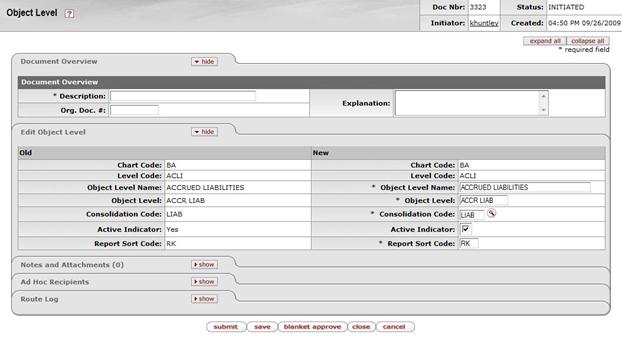 Object Level ?
Doc Nbr: 3323 Status: INITIATED
Initiator: khuntley Created: 04:50 PM 09/26/2009
expand all collapse all
* required field
Document Overview hide
Document Overview
* Description:
Explanation:
Org. Doc. #:
Edit Object Level hide
Old New
Chart Code: BA Chart Code: BA
Level Code: ACLI Level Code: ACLI
Object Level Name: ACCRUED LIABILITIES * Object Level Name: ACCRUED LIABILITIES
Object Level: ACCR LIAB * Object Level: ACCR LIAB
Consolidation Code: LIAB * Consolidation Code: LIAB
Active Indicator: Yes Active Indicator:
Report Sort Code: RK * Report Sort Code: RK
Notes and Attachments (0) show
Ad Hoc Recipients show
Route Log show
submit save blanket approve close cancel